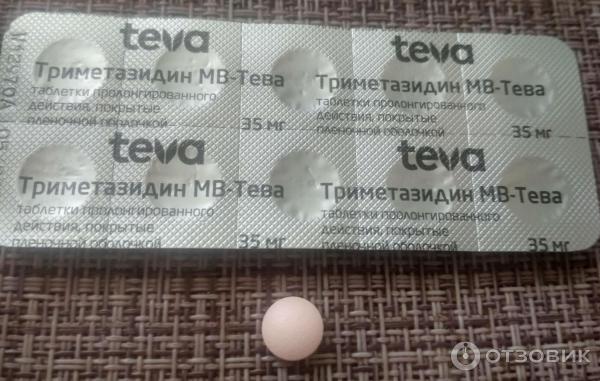 teva
Триметазидин МВ-Тева
таблетки пролонгированного
действия, покрытые
пленочной оболочкой
35 мг
teva
Триметазидин МВ-Тева
таблетки пролонгированного
действия, покрытые
пленочной оболочкой
35 мг
teva
Триметазидин МВ-Тева
таблетки пролонгированного
действия, покрытые
пленочной оболочкой
35 мг
teva
Триметазидин МВ-Тева
таблетки пролонгированного
действия, покрытые
пленочной оболочкой
35 мг
ОТЗОВИК